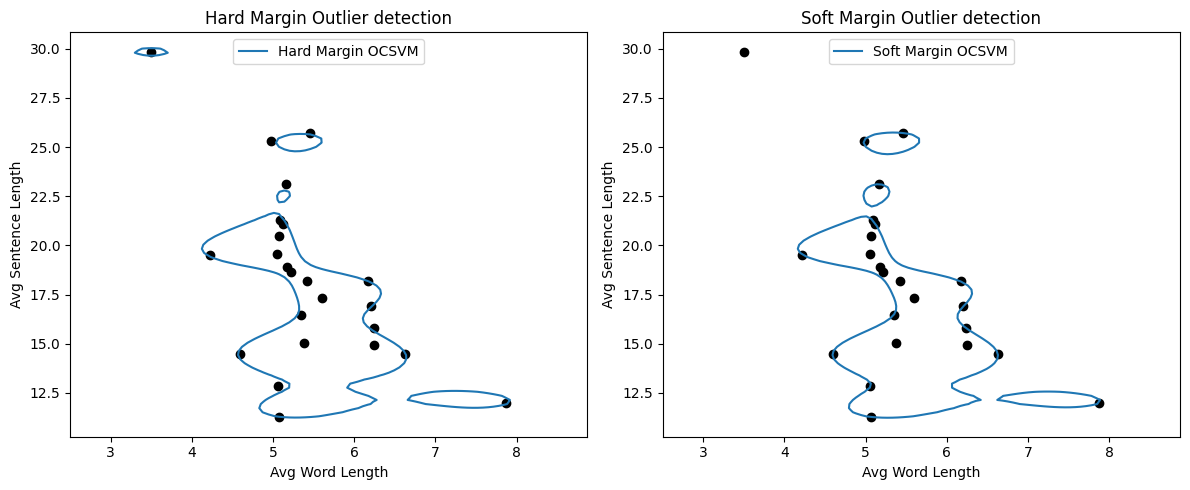 Hard Margin Outlier detection
Hard Margin OCSVM
30.0
27.5
25.0
22.5
20.0
17.5
15.0
12.5
Avg Sentence Length
3 4 5 6 7 8
Avg Word Length
Soft Margin Outlier detection
Soft Margin OCSVM
30.0
27.5
25.0
22.5
20.0
17.5
15.0
12.5
Avg Sentence Length
3 4 5 6 7 8
Avg Word Length